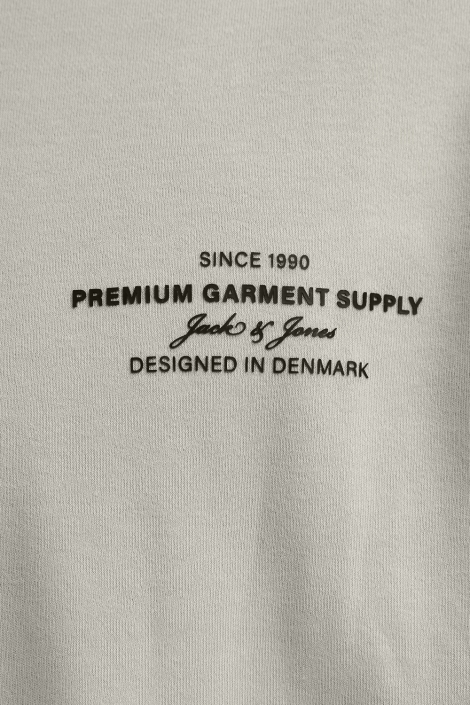 SINCE 1990
PREMIUM GARMENT SUPPLY
Jack & Jones
DESIGNED IN DENMARK